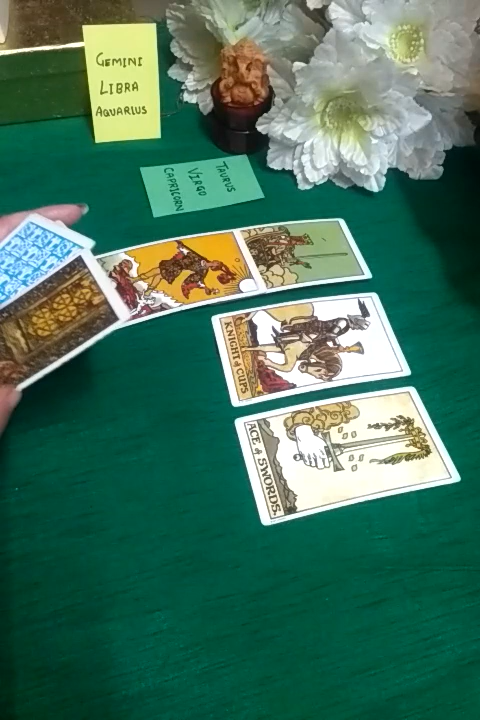 GEMINI
LIBRA
AQUARIUS
TAURUS
VIRGO
CAPRICORN
KNIGHT of CUPS
ACE of SWORDS.